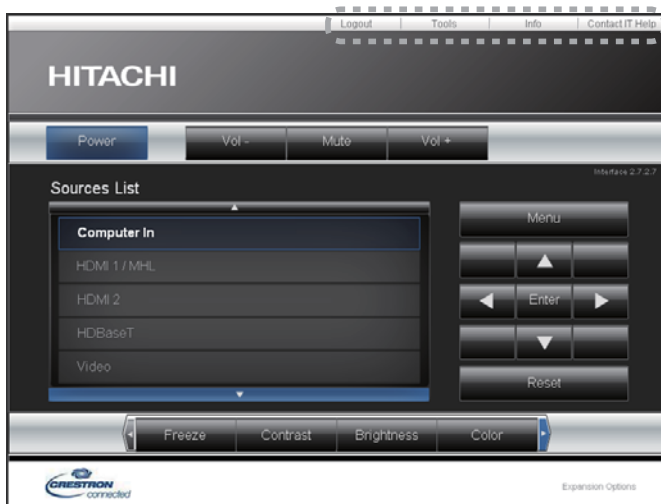 Logout Tools Info Contact IT Help
HITACHI
Power Vol - Mute Vol +
Interface 2.7.2.7
Sources List
Menu
Computer In
HDMI 1 / MHL
HDMI 2
Enter
HDBaseT
Video
Reset
Freeze Contrast Brightness Color
CRESTRON
connected
Expansion Options